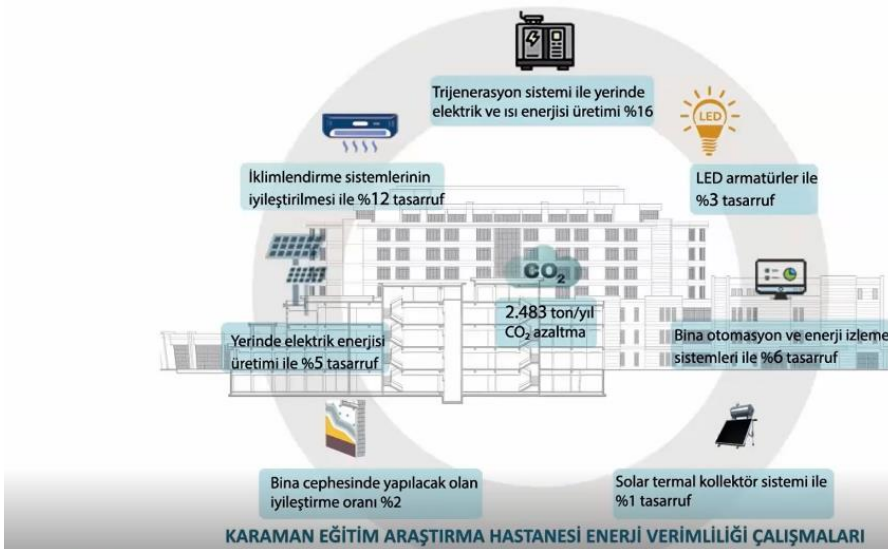 Trijenerasyon sistemi ile yerinde
elektrik ve ısı enerjisi üretimi %16
LED
İklimlendirme sistemlerinin
iyileştirilmesi ile %12 tasarruf
LED armatürler ile
%3 tasarruf
CO₂
2.483 ton/yıl
CO₂ azaltma
Yerinde elektrik enerjisi
üretimi ile %5 tasarruf
Bina otomasyon ve enerji izleme
sistemleri ile %6 tasarruf
Bina cephesinde yapılacak olan
iyileştirme oranı %2
Solar termal kollektör sistemi ile
%1 tasarruf
KARAMAN EĞİTİM ARAŞTIRMA HASTANESİ ENERJİ VERİMLİLİĞİ ÇALIŞMALARI